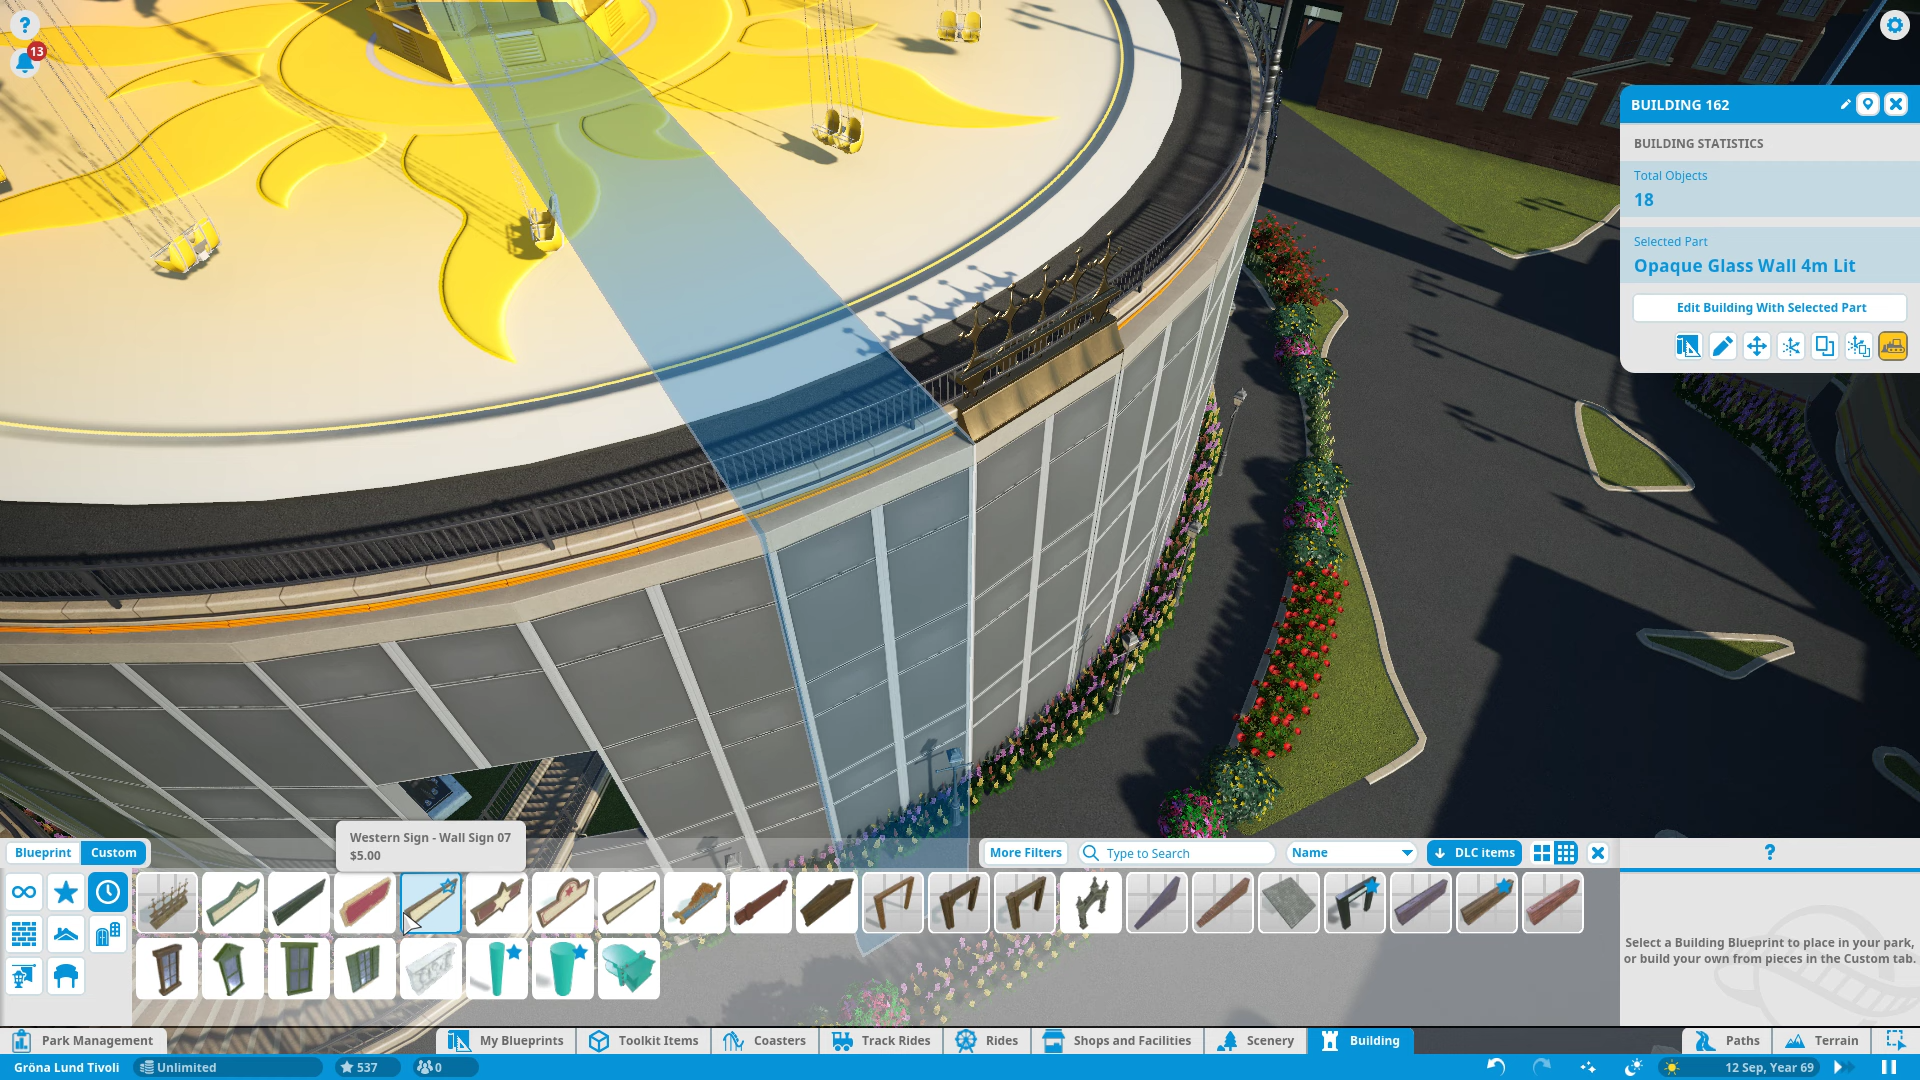 ?
13
BUILDING 162
BUILDING STATISTICS
Total Objects
18
Selected Part
Opaque Glass Wall 4m Lit
Edit Building With Selected Part
Western Sign - Wall Sign 07
$5.00
Blueprint
Custom
More Filters
Type to Search
Name
DLC items
?
Select a Building Blueprint to place in your park,
or build your own from pieces in the Custom tab.
Park Management
My Blueprints
Toolkit Items
Coasters
Track Rides
Rides
Shops and Facilities
Scenery
Building
Paths
Terrain
Gröna Lund Tivoli
Unlimited
537
0
12 Sep, Year 69